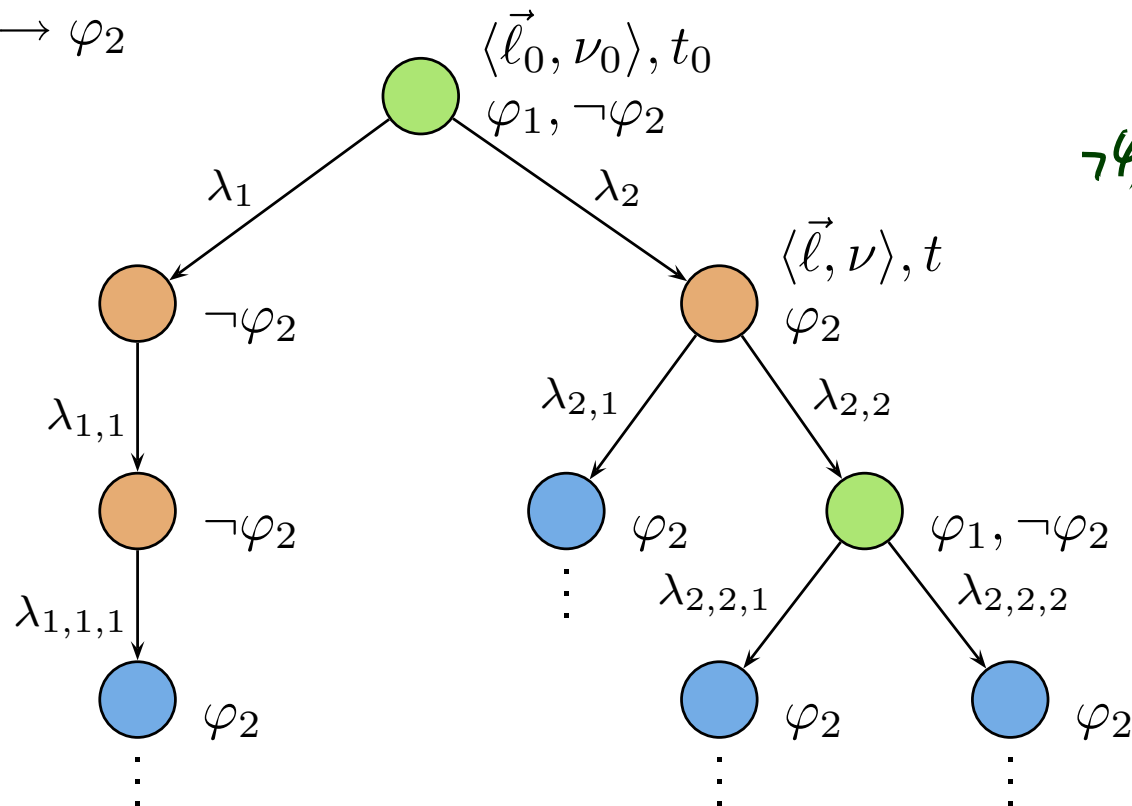 ⟶ φ₂
⟨ℓ⃗₀, ν₀⟩, t₀
φ₁, ¬φ₂
¬φ
λ₁
λ₂
⟨ℓ⃗, ν⟩, t
¬φ₂
φ₂
λ₁,₁
λ₂,₁
λ₂,₂
¬φ₂
φ₂
φ₁, ¬φ₂
λ₁,₁,₁
λ₂,₂,₁
λ₂,₂,₂
φ₂
φ₂
φ₂